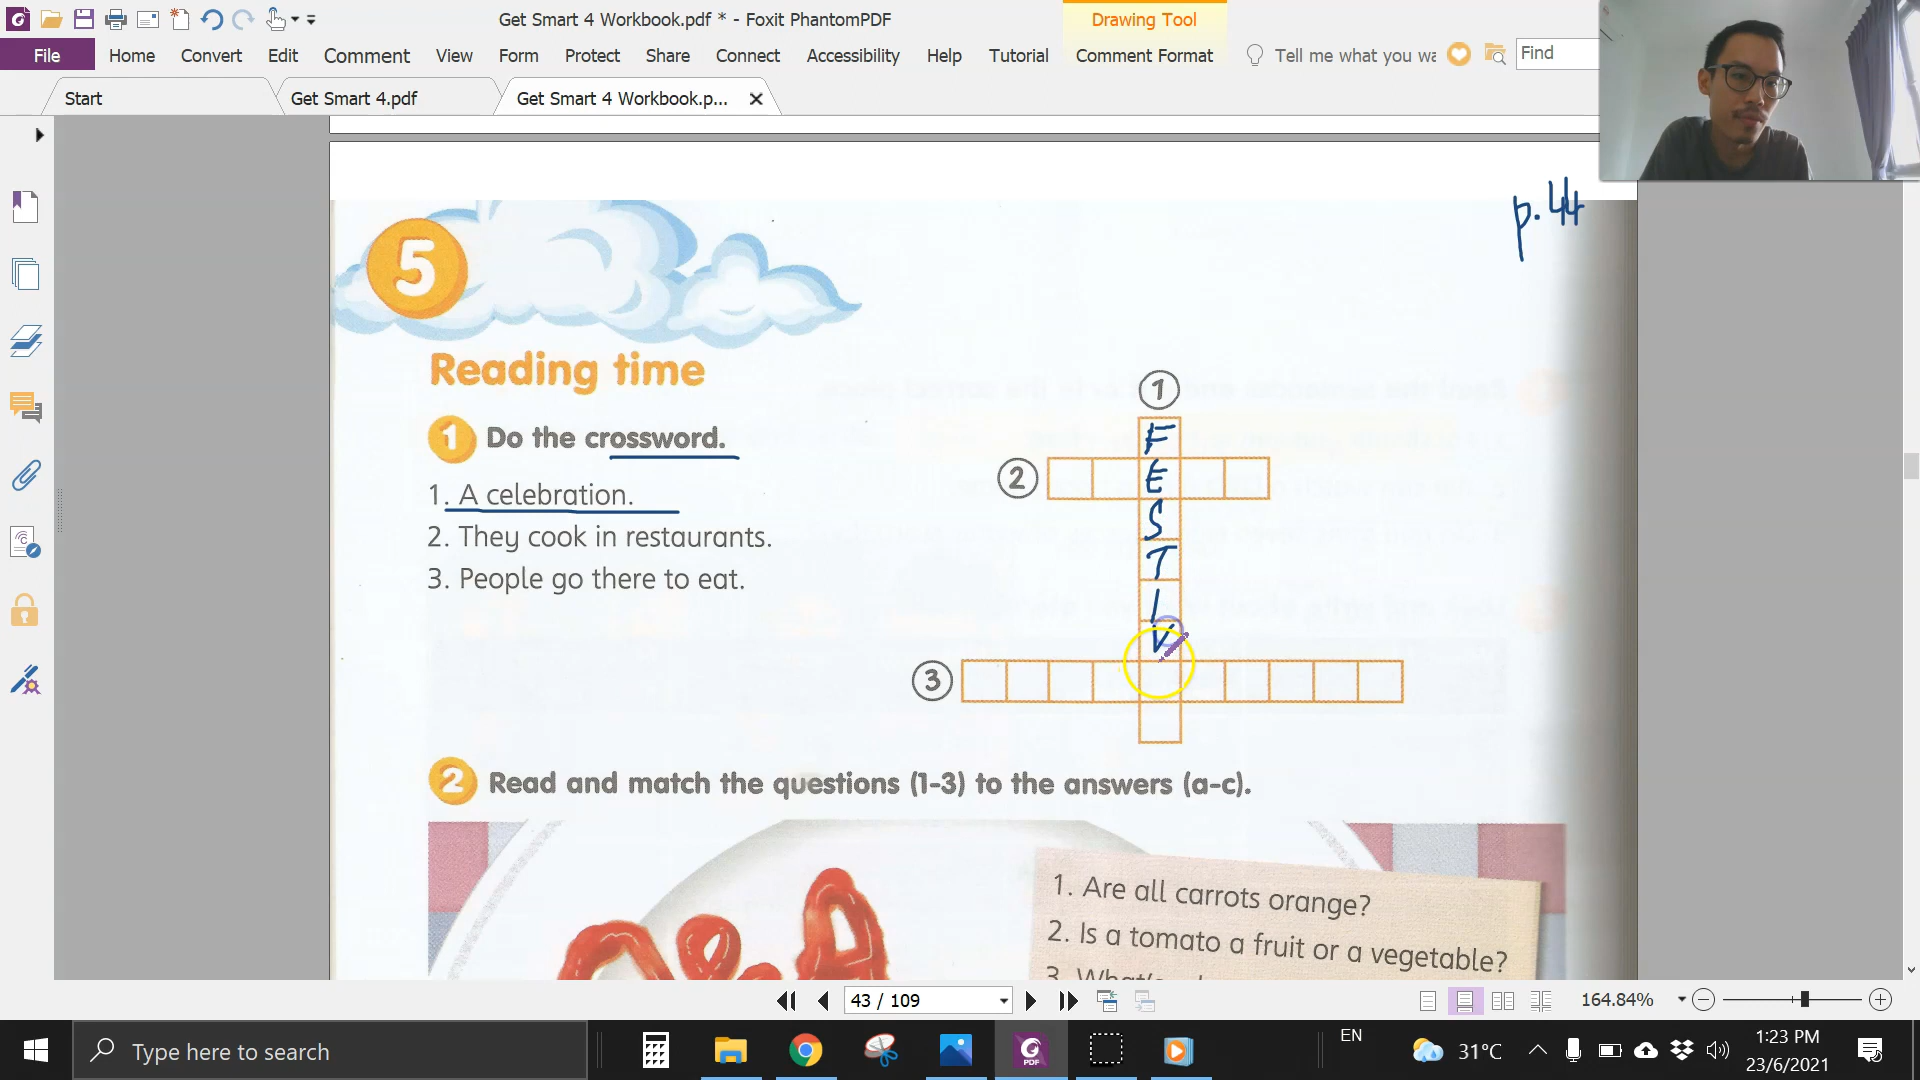 Get Smart 4 Workbook.pdf * - Foxit PhantomPDF
Drawing Tool
File Home Convert Edit Comment View Form Protect Share Connect Accessibility Help Tutorial Comment Format Tell me what you wa Find
Start Get Smart 4.pdf Get Smart 4 Workbook.p...
p.44
5
Reading time
1 Do the crossword.
1. A celebration.
2. They cook in restaurants.
3. People go there to eat.
1
F
2 E
S
T
I
V
3
2 Read and match the questions (1-3) to the answers (a-c).
1. Are all carrots orange?
2. Is a tomato a fruit or a vegetable?
43 / 109
164.84%
Type here to search
PDF
EN
31°C
1:23 PM
23/6/2021